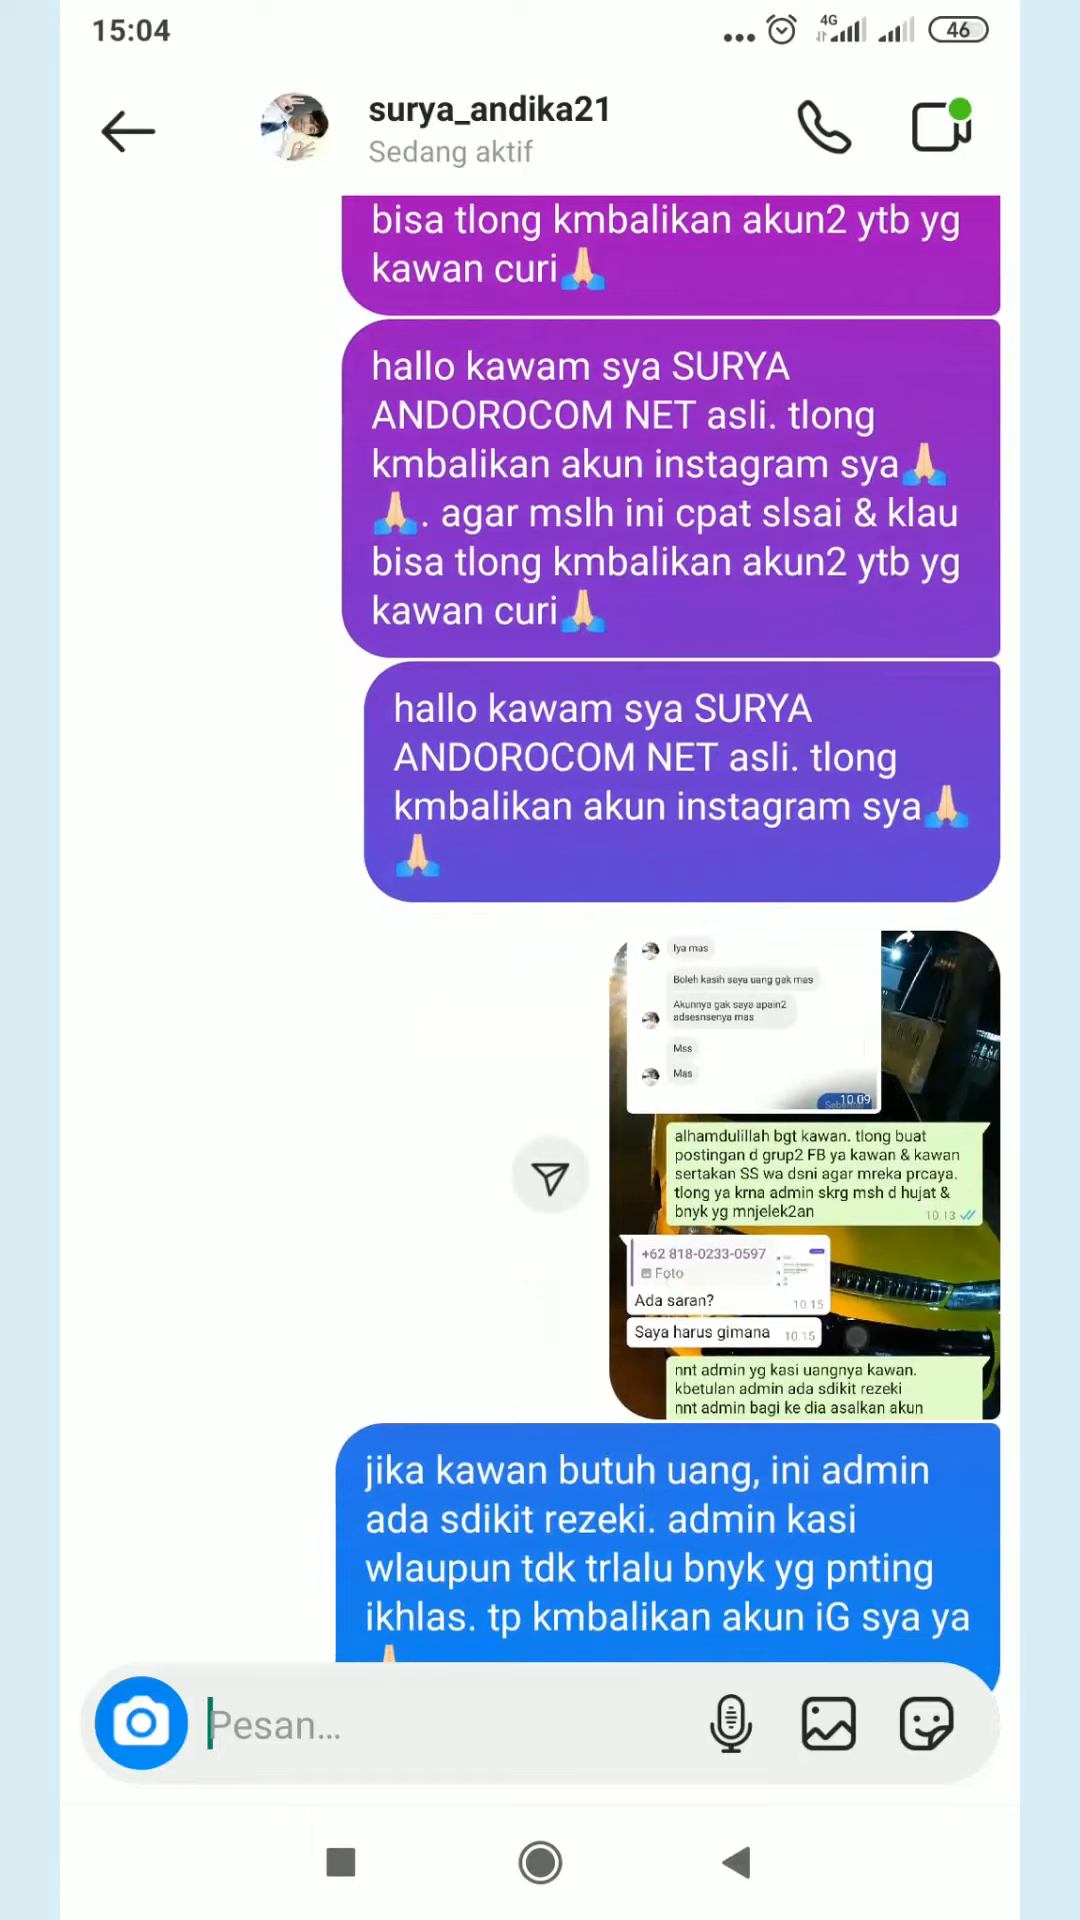 15:04
4G
46
surya_andika21
Sedang aktif
bisa tlong kmbalikan akun2 ytb yg
kawan curi🙏🏻
hallo kawam sya SURYA
ANDOROCOM NET asli. tlong
kmbalikan akun instagram sya🙏🏻
🙏🏻. agar mslh ini cpat slsai & klau
bisa tlong kmbalikan akun2 ytb yg
kawan curi🙏🏻
hallo kawam sya SURYA
ANDOROCOM NET asli. tlong
kmbalikan akun instagram sya🙏🏻
🙏🏻
Iya mas
Boleh kasih saya uang gak mas
Akunnya gak saya apain2
adsesnsenya mas
Mss
Mas
10.09
alhamdulillah bgt kawan. tlong buat
postingan d grup2 FB ya kawan & kawan
sertakan SS wa dsni agar mreka prcaya.
tlong ya krna admin skrg msh d hujat &
bnyk yg mnjelek2an
10.13
+62 818-0233-0597
Foto
Ada saran?
10.15
Saya harus gimana
10.15
nnt admin yg kasi uangnya kawan.
kbetulan admin ada sdikit rezeki
nnt admin bagi ke dia asalkan akun
jika kawan butuh uang, ini admin
ada sdikit rezeki. admin kasi
wlaupun tdk trlalu bnyk yg pnting
ikhlas. tp kmbalikan akun iG sya ya
Pesan...